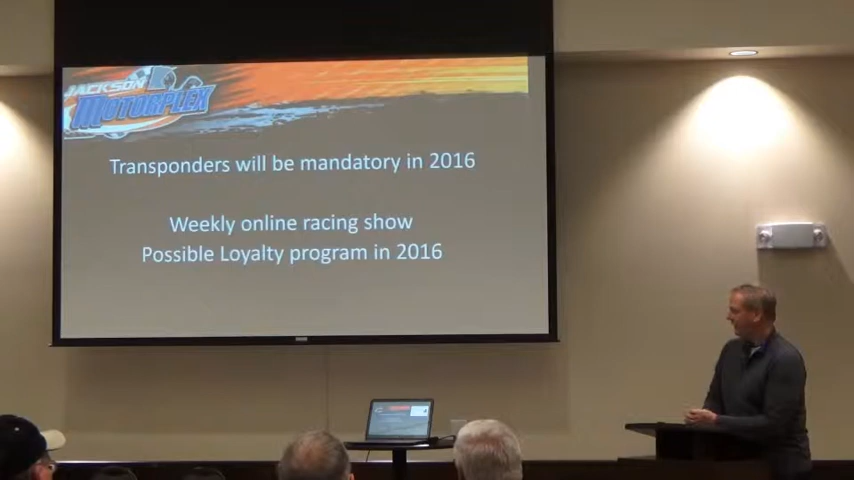 JACKSON
MOTORPLEX
Transponders will be mandatory in 2016
Weekly online racing show
Possible Loyalty program in 2016